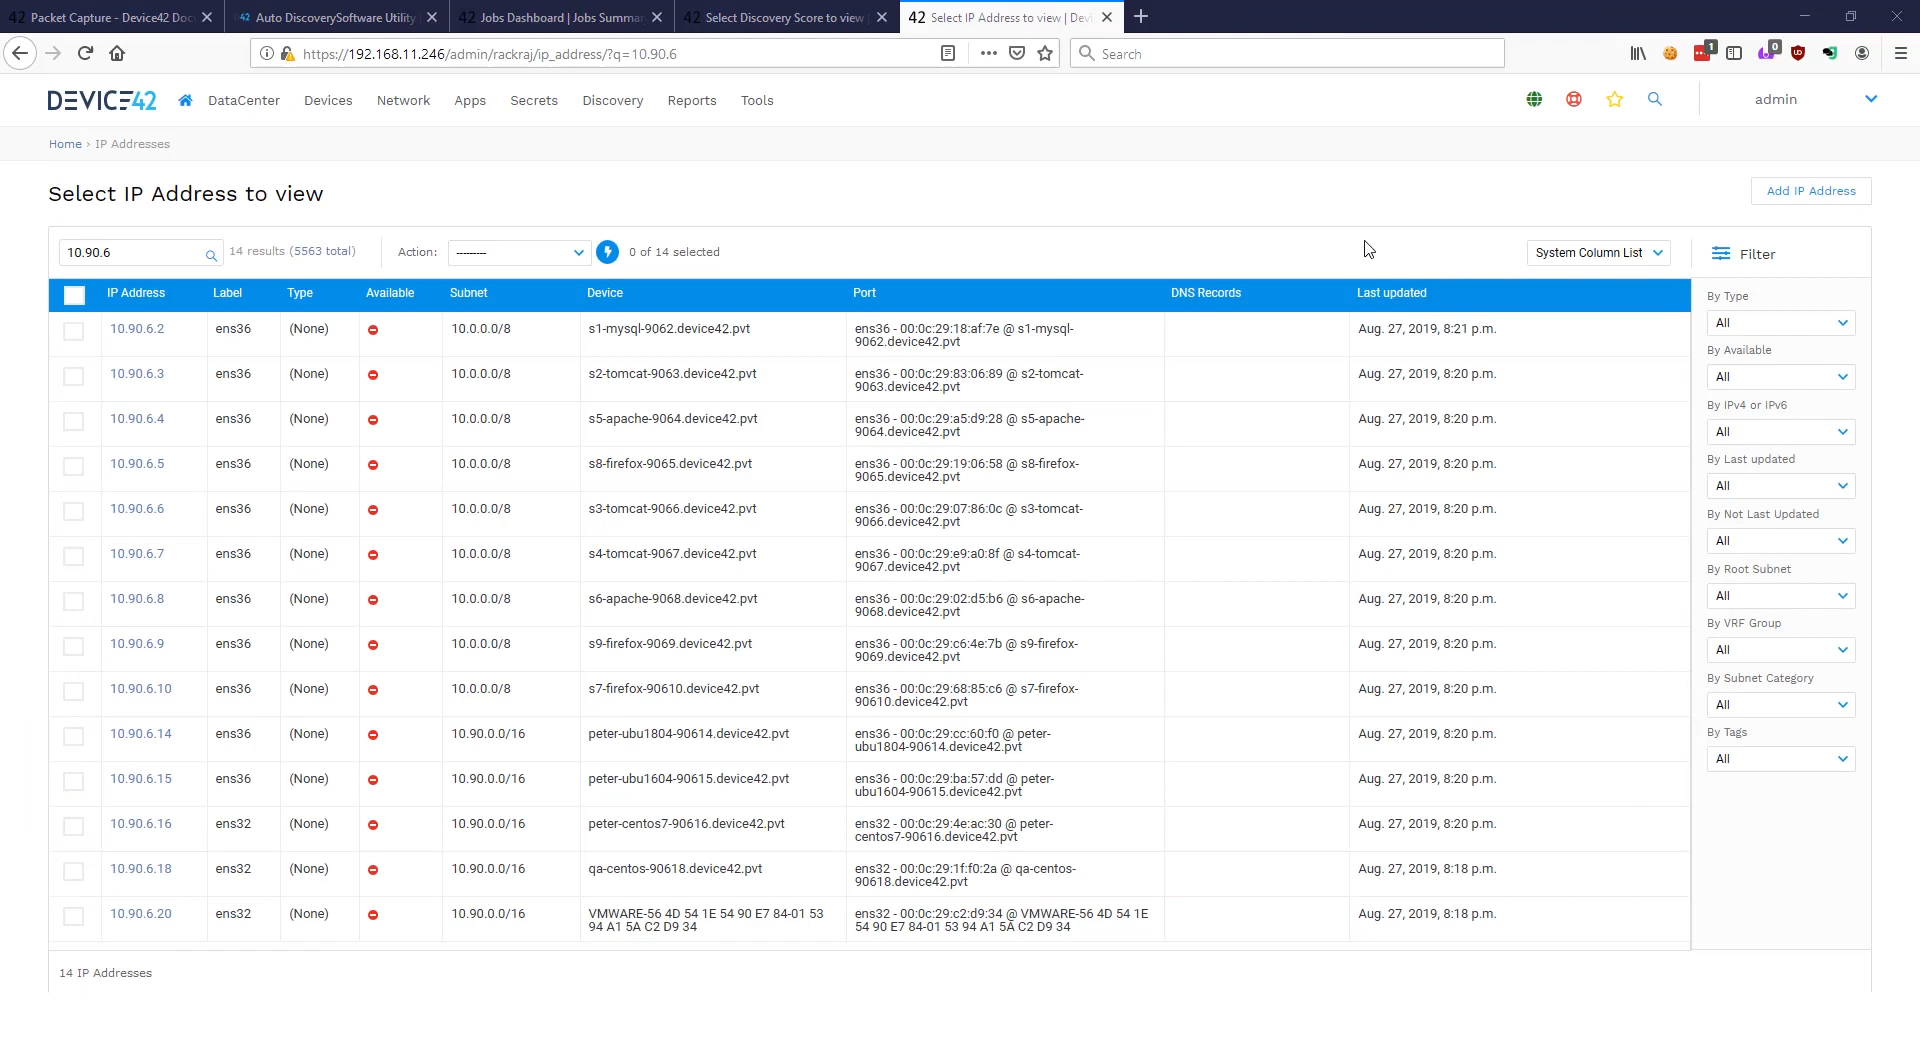 42 Packet Capture - Device42 Doc
42 Auto DiscoverySoftware Utility
42 Jobs Dashboard | Jobs Summar
42 Select Discovery Score to view
42 Select IP Address to view | Devi
https://192.168.11.246/admin/rackraj/ip_address/?q=10.90.6
Search
1
0
DEVICE42
DataCenter Devices Network Apps Secrets Discovery Reports Tools
admin
Home › IP Addresses
Select IP Address to view
Add IP Address
10.90.6
14 results (5563 total)
Action: ---------
0 of 14 selected
System Column List
Filter
IP Address Label Type Available Subnet Device Port DNS Records Last updated
10.90.6.2 ens36 (None) 10.0.0.0/8 s1-mysql-9062.device42.pvt ens36 - 00:0c:29:18:af:7e @ s1-mysql- Aug. 27, 2019, 8:21 p.m.
9062.device42.pvt
10.90.6.3 ens36 (None) 10.0.0.0/8 s2-tomcat-9063.device42.pvt ens36 - 00:0c:29:83:06:89 @ s2-tomcat- Aug. 27, 2019, 8:20 p.m.
9063.device42.pvt
10.90.6.4 ens36 (None) 10.0.0.0/8 s5-apache-9064.device42.pvt ens36 - 00:0c:29:a5:d9:28 @ s5-apache- Aug. 27, 2019, 8:20 p.m.
9064.device42.pvt
10.90.6.5 ens36 (None) 10.0.0.0/8 s8-firefox-9065.device42.pvt ens36 - 00:0c:29:19:06:58 @ s8-firefox- Aug. 27, 2019, 8:20 p.m.
9065.device42.pvt
10.90.6.6 ens36 (None) 10.0.0.0/8 s3-tomcat-9066.device42.pvt ens36 - 00:0c:29:07:86:0c @ s3-tomcat- Aug. 27, 2019, 8:20 p.m.
9066.device42.pvt
10.90.6.7 ens36 (None) 10.0.0.0/8 s4-tomcat-9067.device42.pvt ens36 - 00:0c:29:e9:a0:8f @ s4-tomcat- Aug. 27, 2019, 8:20 p.m.
9067.device42.pvt
10.90.6.8 ens36 (None) 10.0.0.0/8 s6-apache-9068.device42.pvt ens36 - 00:0c:29:02:d5:b6 @ s6-apache- Aug. 27, 2019, 8:20 p.m.
9068.device42.pvt
10.90.6.9 ens36 (None) 10.0.0.0/8 s9-firefox-9069.device42.pvt ens36 - 00:0c:29:c6:4e:7b @ s9-firefox- Aug. 27, 2019, 8:20 p.m.
9069.device42.pvt
10.90.6.10 ens36 (None) 10.0.0.0/8 s7-firefox-90610.device42.pvt ens36 - 00:0c:29:68:85:c6 @ s7-firefox- Aug. 27, 2019, 8:20 p.m.
90610.device42.pvt
10.90.6.14 ens36 (None) 10.90.0.0/16 peter-ubu1804-90614.device42.pvt ens36 - 00:0c:29:cc:60:f0 @ peter- Aug. 27, 2019, 8:20 p.m.
ubu1804-90614.device42.pvt
10.90.6.15 ens36 (None) 10.90.0.0/16 peter-ubu1604-90615.device42.pvt ens36 - 00:0c:29:ba:57:dd @ peter- Aug. 27, 2019, 8:20 p.m.
ubu1604-90615.device42.pvt
10.90.6.16 ens32 (None) 10.90.0.0/16 peter-centos7-90616.device42.pvt ens32 - 00:0c:29:4e:ac:30 @ peter- Aug. 27, 2019, 8:20 p.m.
centos7-90616.device42.pvt
10.90.6.18 ens32 (None) 10.90.0.0/16 qa-centos-90618.device42.pvt ens32 - 00:0c:29:1f:f0:2a @ qa-centos- Aug. 27, 2019, 8:18 p.m.
90618.device42.pvt
10.90.6.20 ens32 (None) 10.90.0.0/16 VMWARE-56 4D 54 1E 54 90 E7 84-01 53 ens32 - 00:0c:29:c2:d9:34 @ VMWARE-56 4D 54 1E Aug. 27, 2019, 8:18 p.m.
94 A1 5A C2 D9 34 54 90 E7 84-01 53 94 A1 5A C2 D9 34
14 IP Addresses
By Type
All
By Available
All
By IPv4 or IPv6
All
By Last updated
All
By Not Last Updated
All
By Root Subnet
All
By VRF Group
All
By Subnet Category
All
By Tags
All